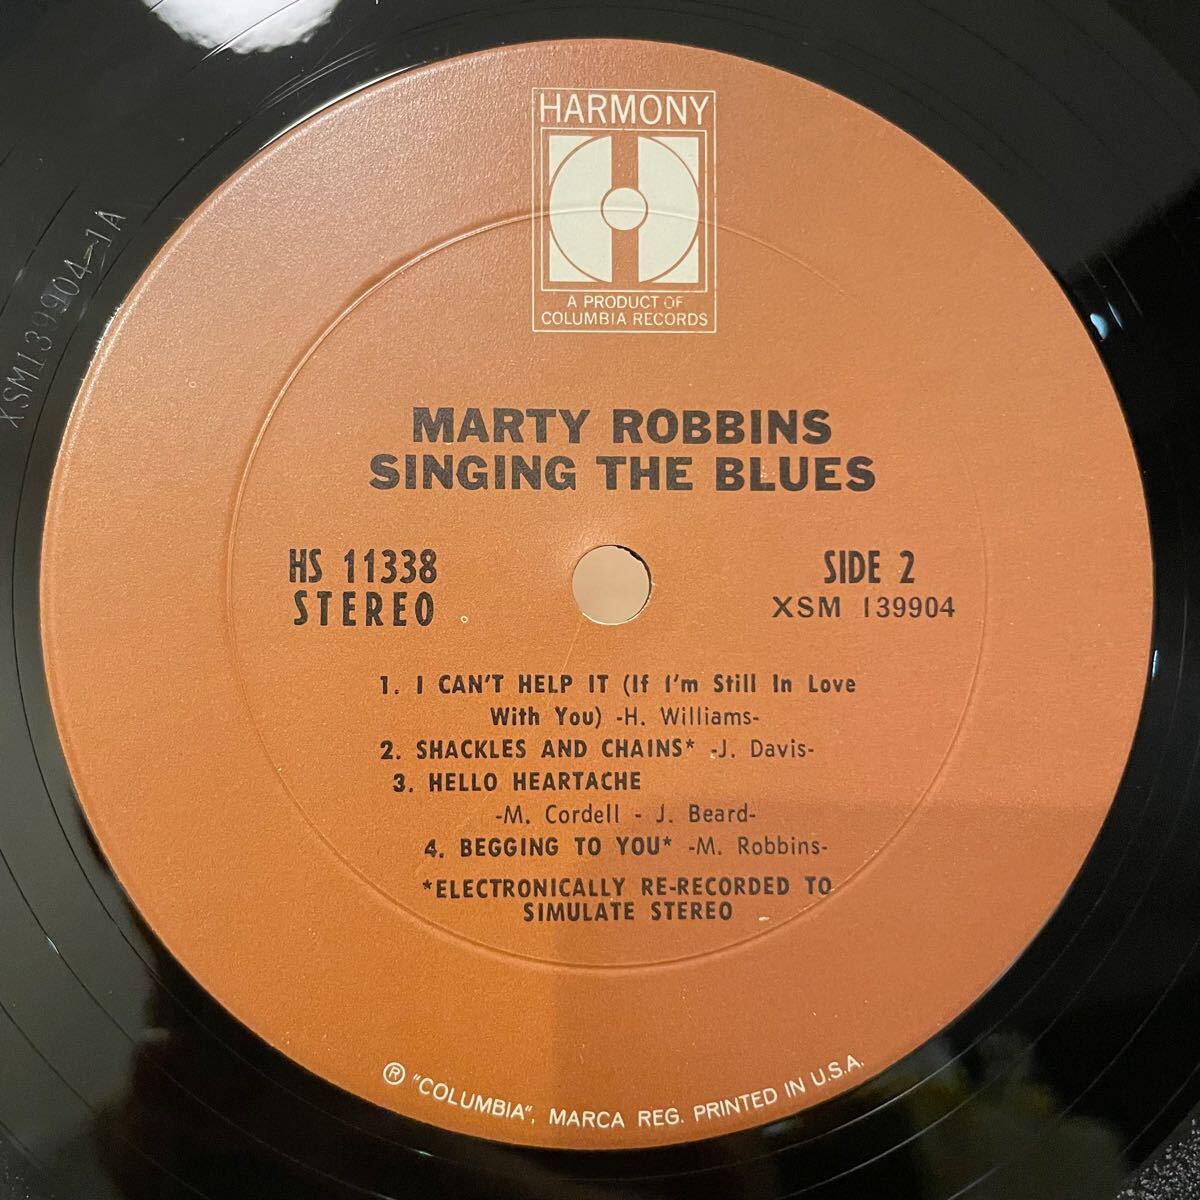 HARMONY
A PRODUCT OF
COLUMBIA RECORDS
MARTY ROBBINS
SINGING THE BLUES
HS 11338
STEREO
SIDE 2
XSM 139904
1. I CAN'T HELP IT (If I'm Still In Love
With You) -H. Williams-
2. SHACKLES AND CHAINS* -J. Davis-
3. HELLO HEARTACHE
-M. Cordell - J. Beard-
4. BEGGING TO YOU* -M. Robbins-
*ELECTRONICALLY RE-RECORDED TO
SIMULATE STEREO
® "COLUMBIA", MARCA REG. PRINTED IN U.S.A.
XSM139904-1A